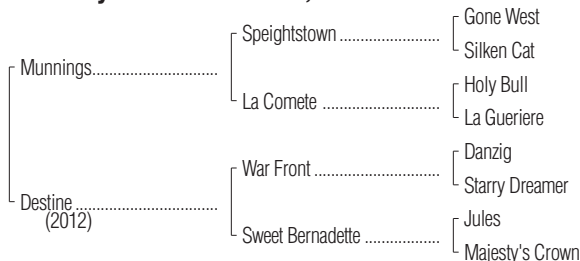 Gone West
Speightstown
Silken Cat
Munnings
Holy Bull
La Comete
La Gueriere
Danzig
War Front
Starry Dreamer
Destine
(2012)
Jules
Sweet Bernadette
Majesty's Crown